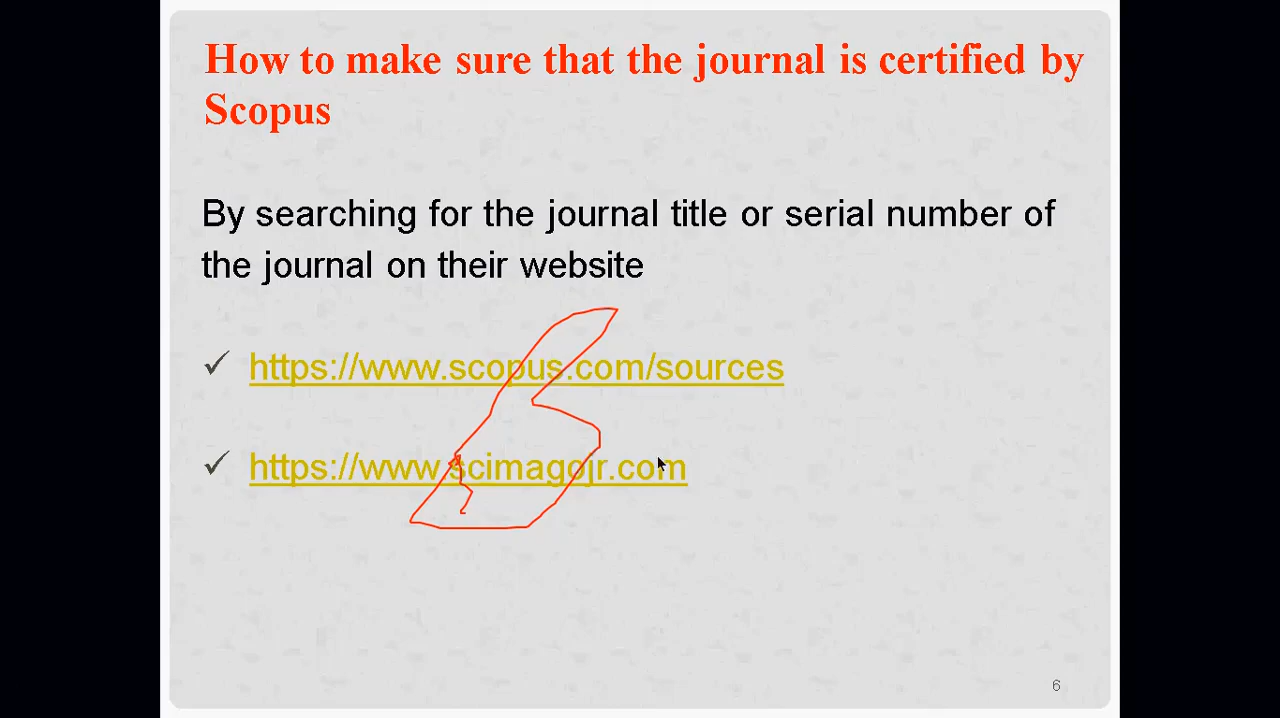 How to make sure that the journal is certified by
Scopus
By searching for the journal title or serial number of
the journal on their website
✓ https://www.scopus.com/sources
✓ https://www.scimagojr.com
6